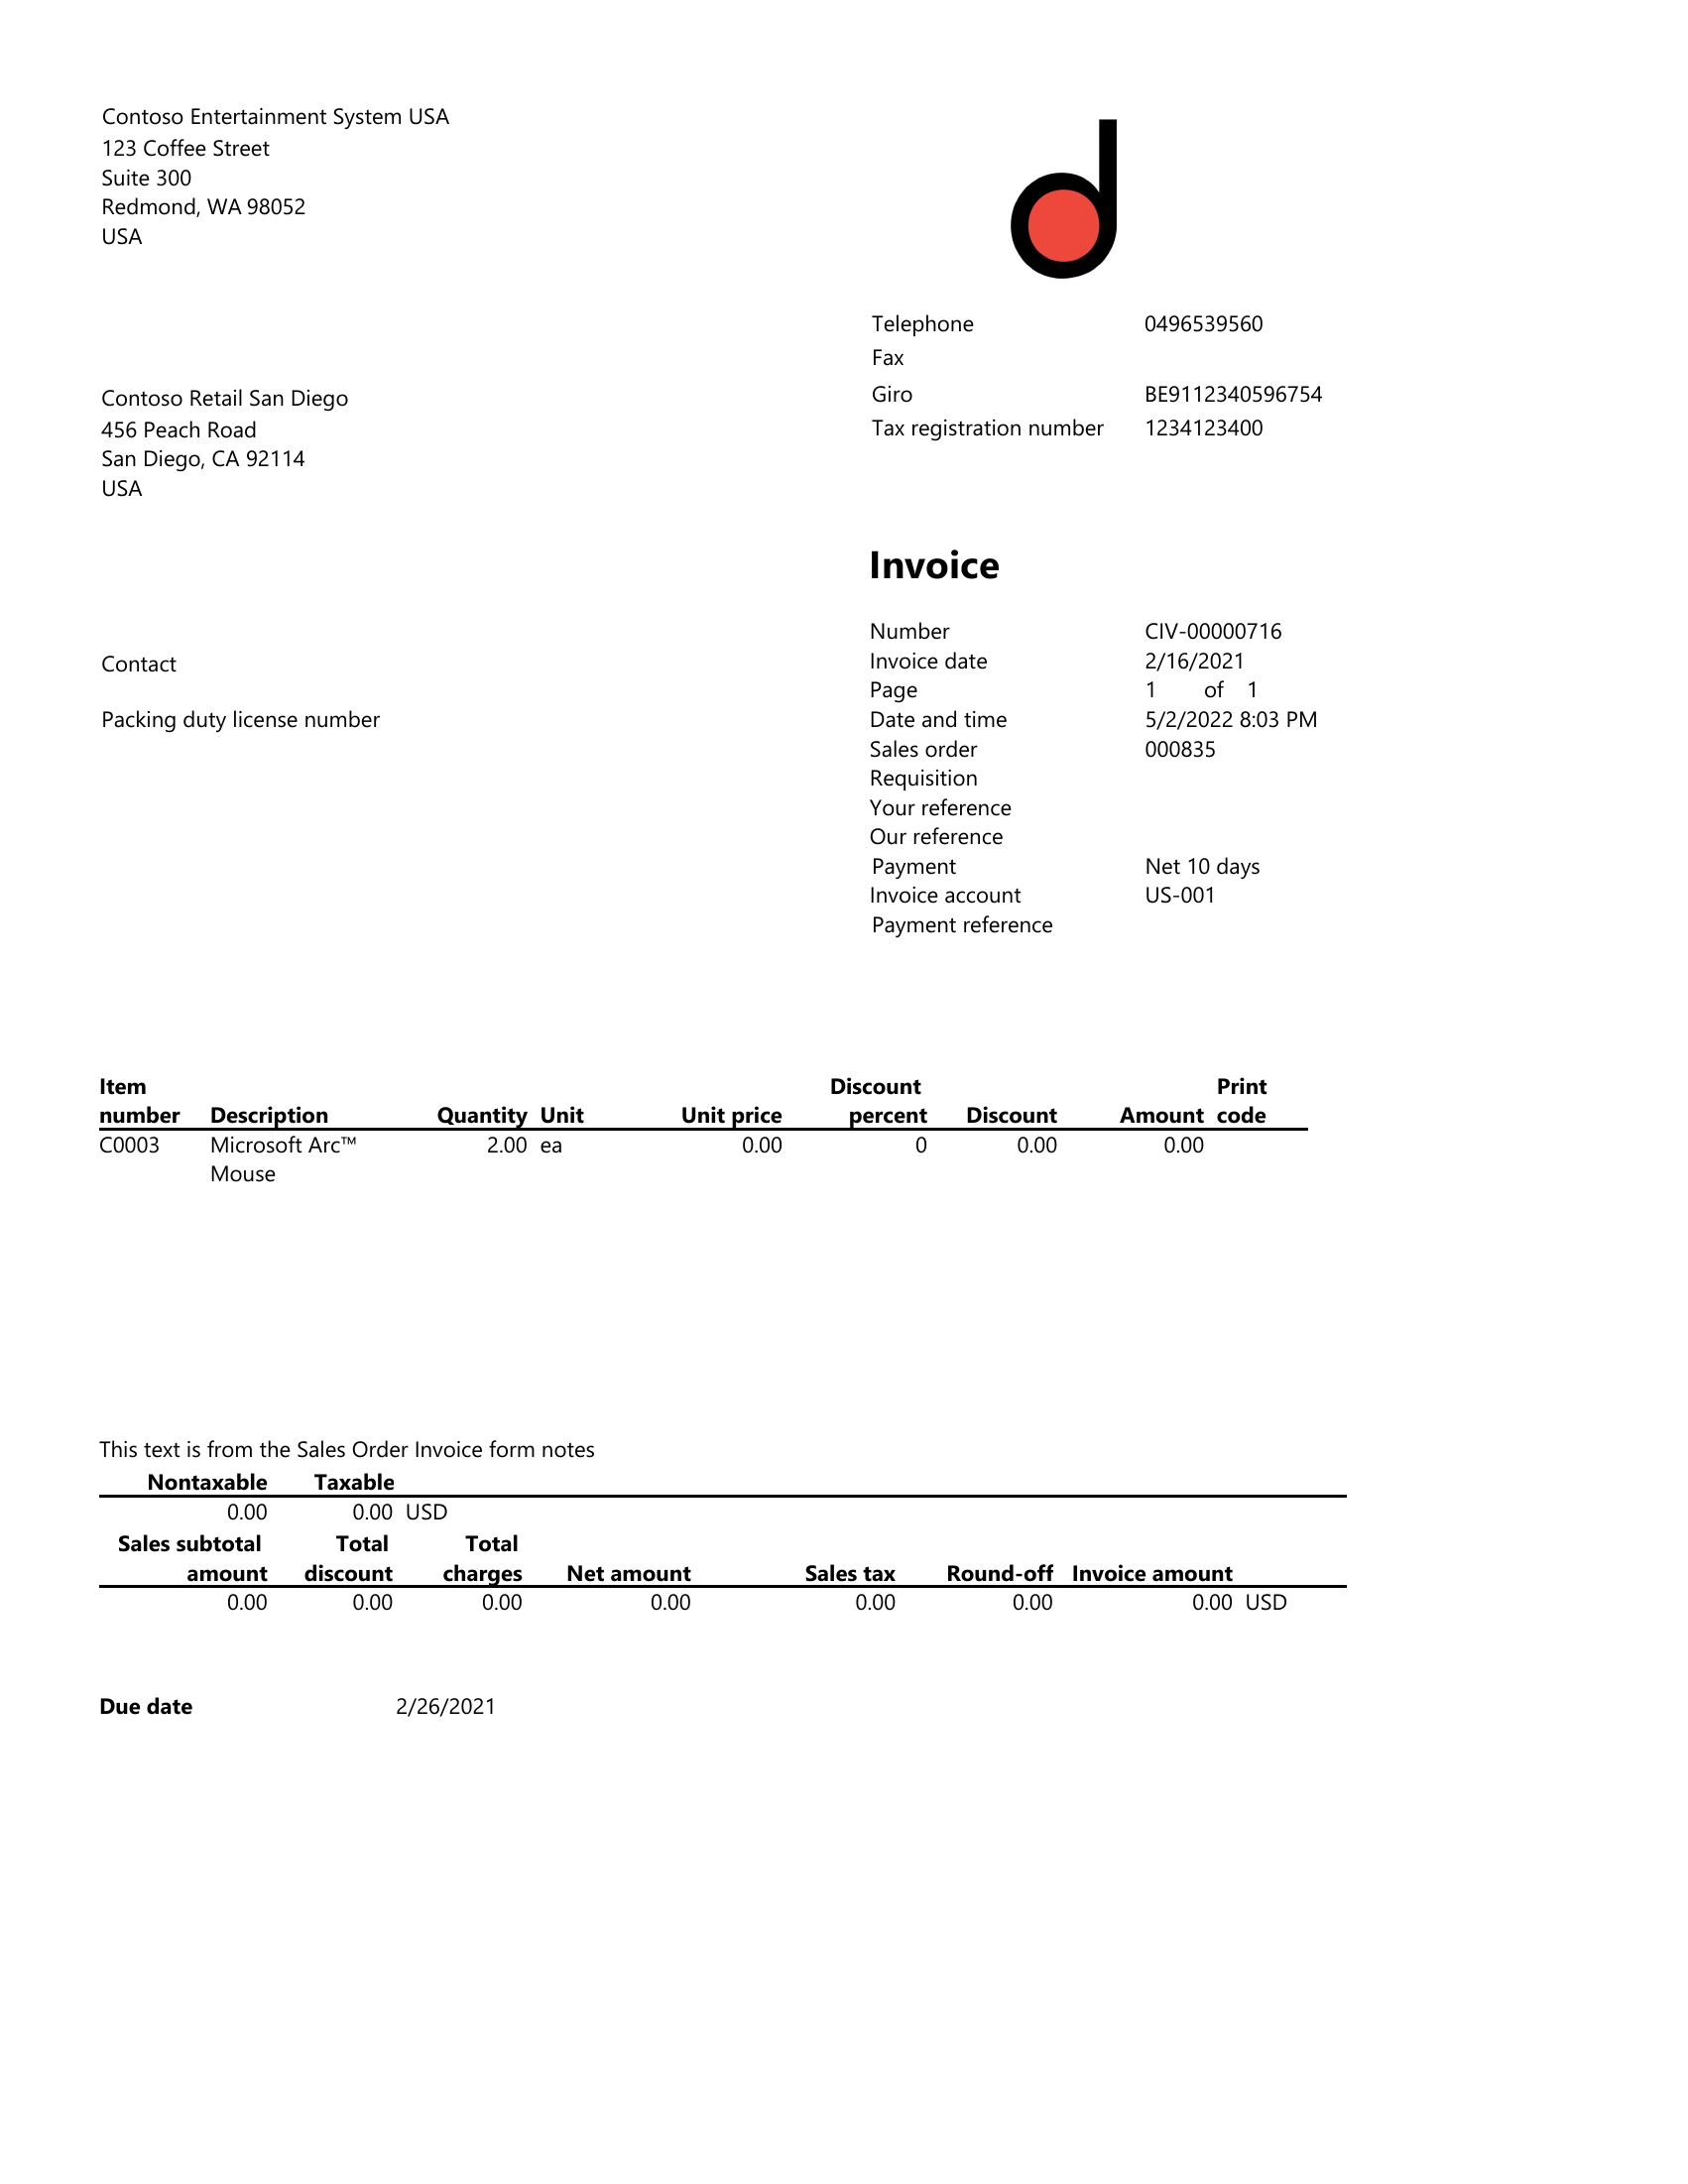 Contoso Entertainment System USA
123 Coffee Street
Suite 300
Redmond, WA 98052
USA
Telephone 0496539560
Fax
Giro BE9112340596754
Tax registration number 1234123400
Contoso Retail San Diego
456 Peach Road
San Diego, CA 92114
USA
Invoice
Number CIV-00000716
Invoice date 2/16/2021
Page 1 of 1
Date and time 5/2/2022 8:03 PM
Sales order 000835
Requisition
Your reference
Our reference
Payment Net 10 days
Invoice account US-001
Payment reference
Contact
Packing duty license number
Item Discount Print
number Description Quantity Unit Unit price percent Discount Amount code
C0003 Microsoft Arc™ 2.00 ea 0.00 0 0.00 0.00
Mouse
This text is from the Sales Order Invoice form notes
Nontaxable Taxable
0.00 0.00 USD
Sales subtotal Total Total
amount discount charges Net amount Sales tax Round-off Invoice amount
0.00 0.00 0.00 0.00 0.00 0.00 0.00 USD
Due date 2/26/2021